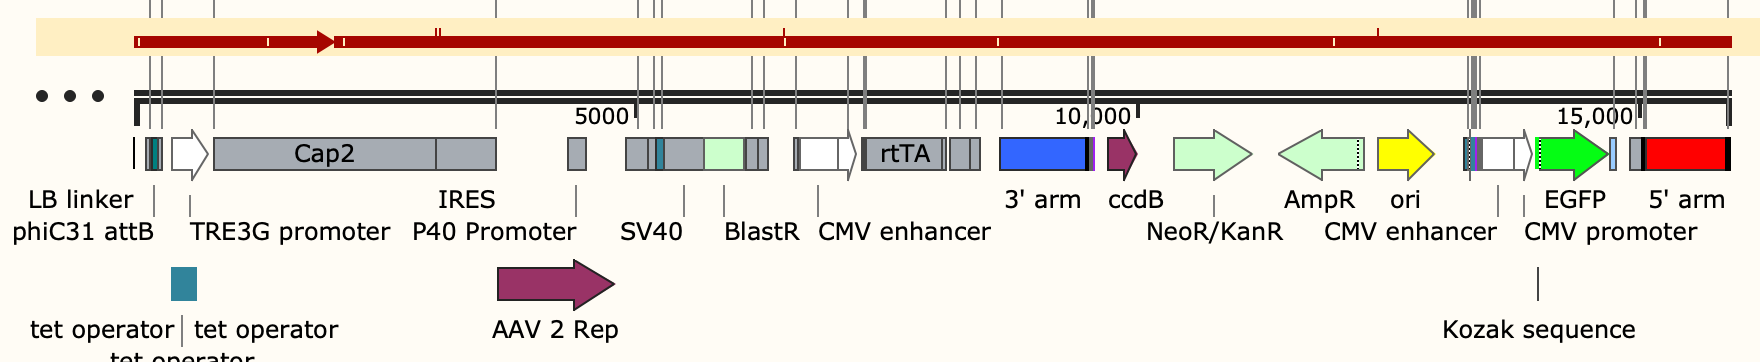 5000 10,000 15,000
Cap2 rtTA
LB linker IRES 3' arm ccdB AmpR ori EGFP 5' arm
phiC31 attB TRE3G promoter P40 Promoter SV40 BlastR CMV enhancer NeoR/KanR CMV enhancer CMV promoter
tet operator tet operator AAV 2 Rep Kozak sequence
tet operator